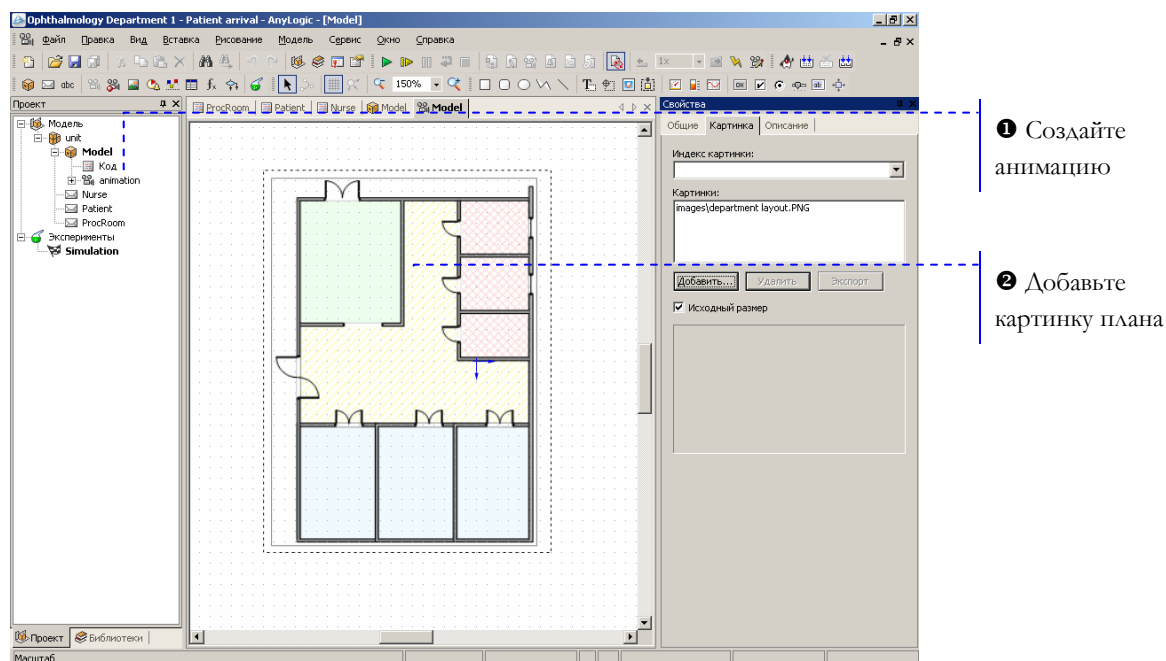 Ophthalmology Department 1 - Patient arrival - AnyLogic - [Model]
Файл Правка Вид Вставка Рисование Модель Сервис Окно Справка
1x
abc 150%
Проект
ProcRoom Patient Nurse Model Model
Свойства
Модель
unit
Model
Код
animation
Nurse
Patient
ProcRoom
Эксперименты
Simulation
Общие Картинка Описание
Индекс картинки:
Картинки:
images\department layout.PNG
Добавить... Удалить Экспорт
Исходный размер
❶ Создайте
анимацию
❷ Добавьте
картинку плана
Проект Библиотеки
Масштаб